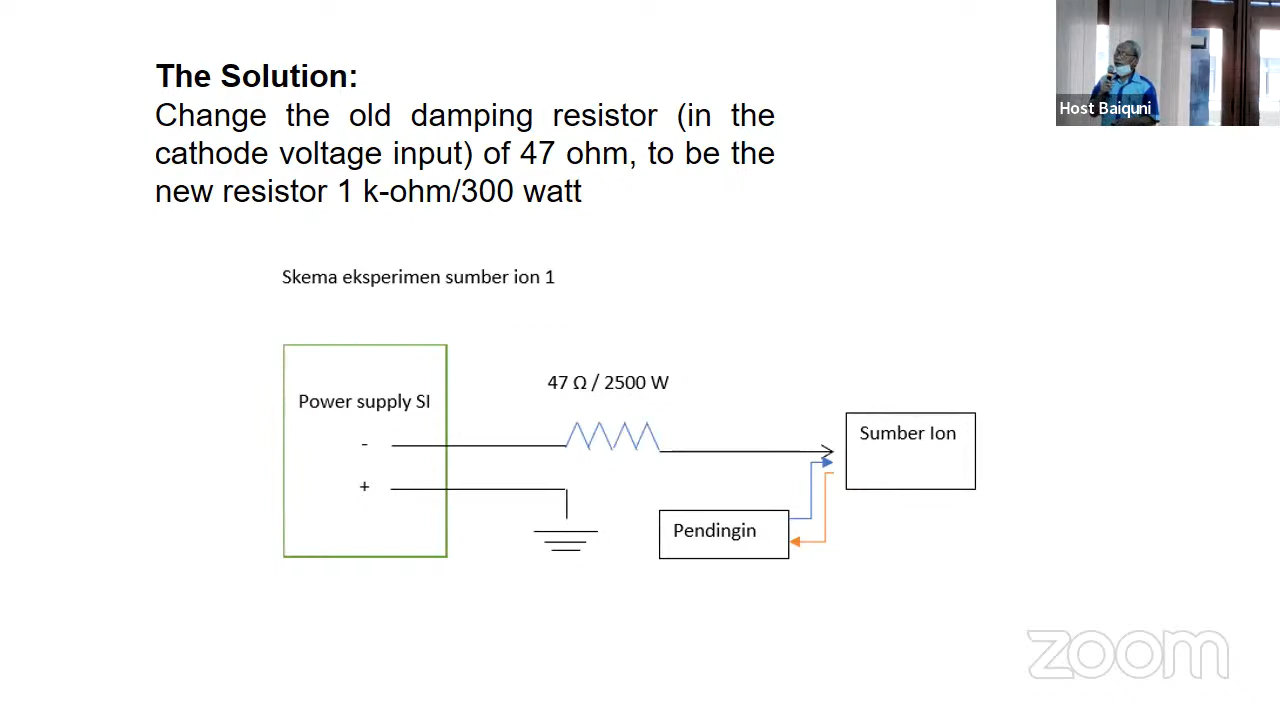 The Solution:
Change the old damping resistor (in the
cathode voltage input) of 47 ohm, to be the
new resistor 1 k-ohm/300 watt
Host Baiquni
Skema eksperimen sumber ion 1
47 Ω / 2500 W
Power supply SI
-
+
Sumber Ion
Pendingin
zoom